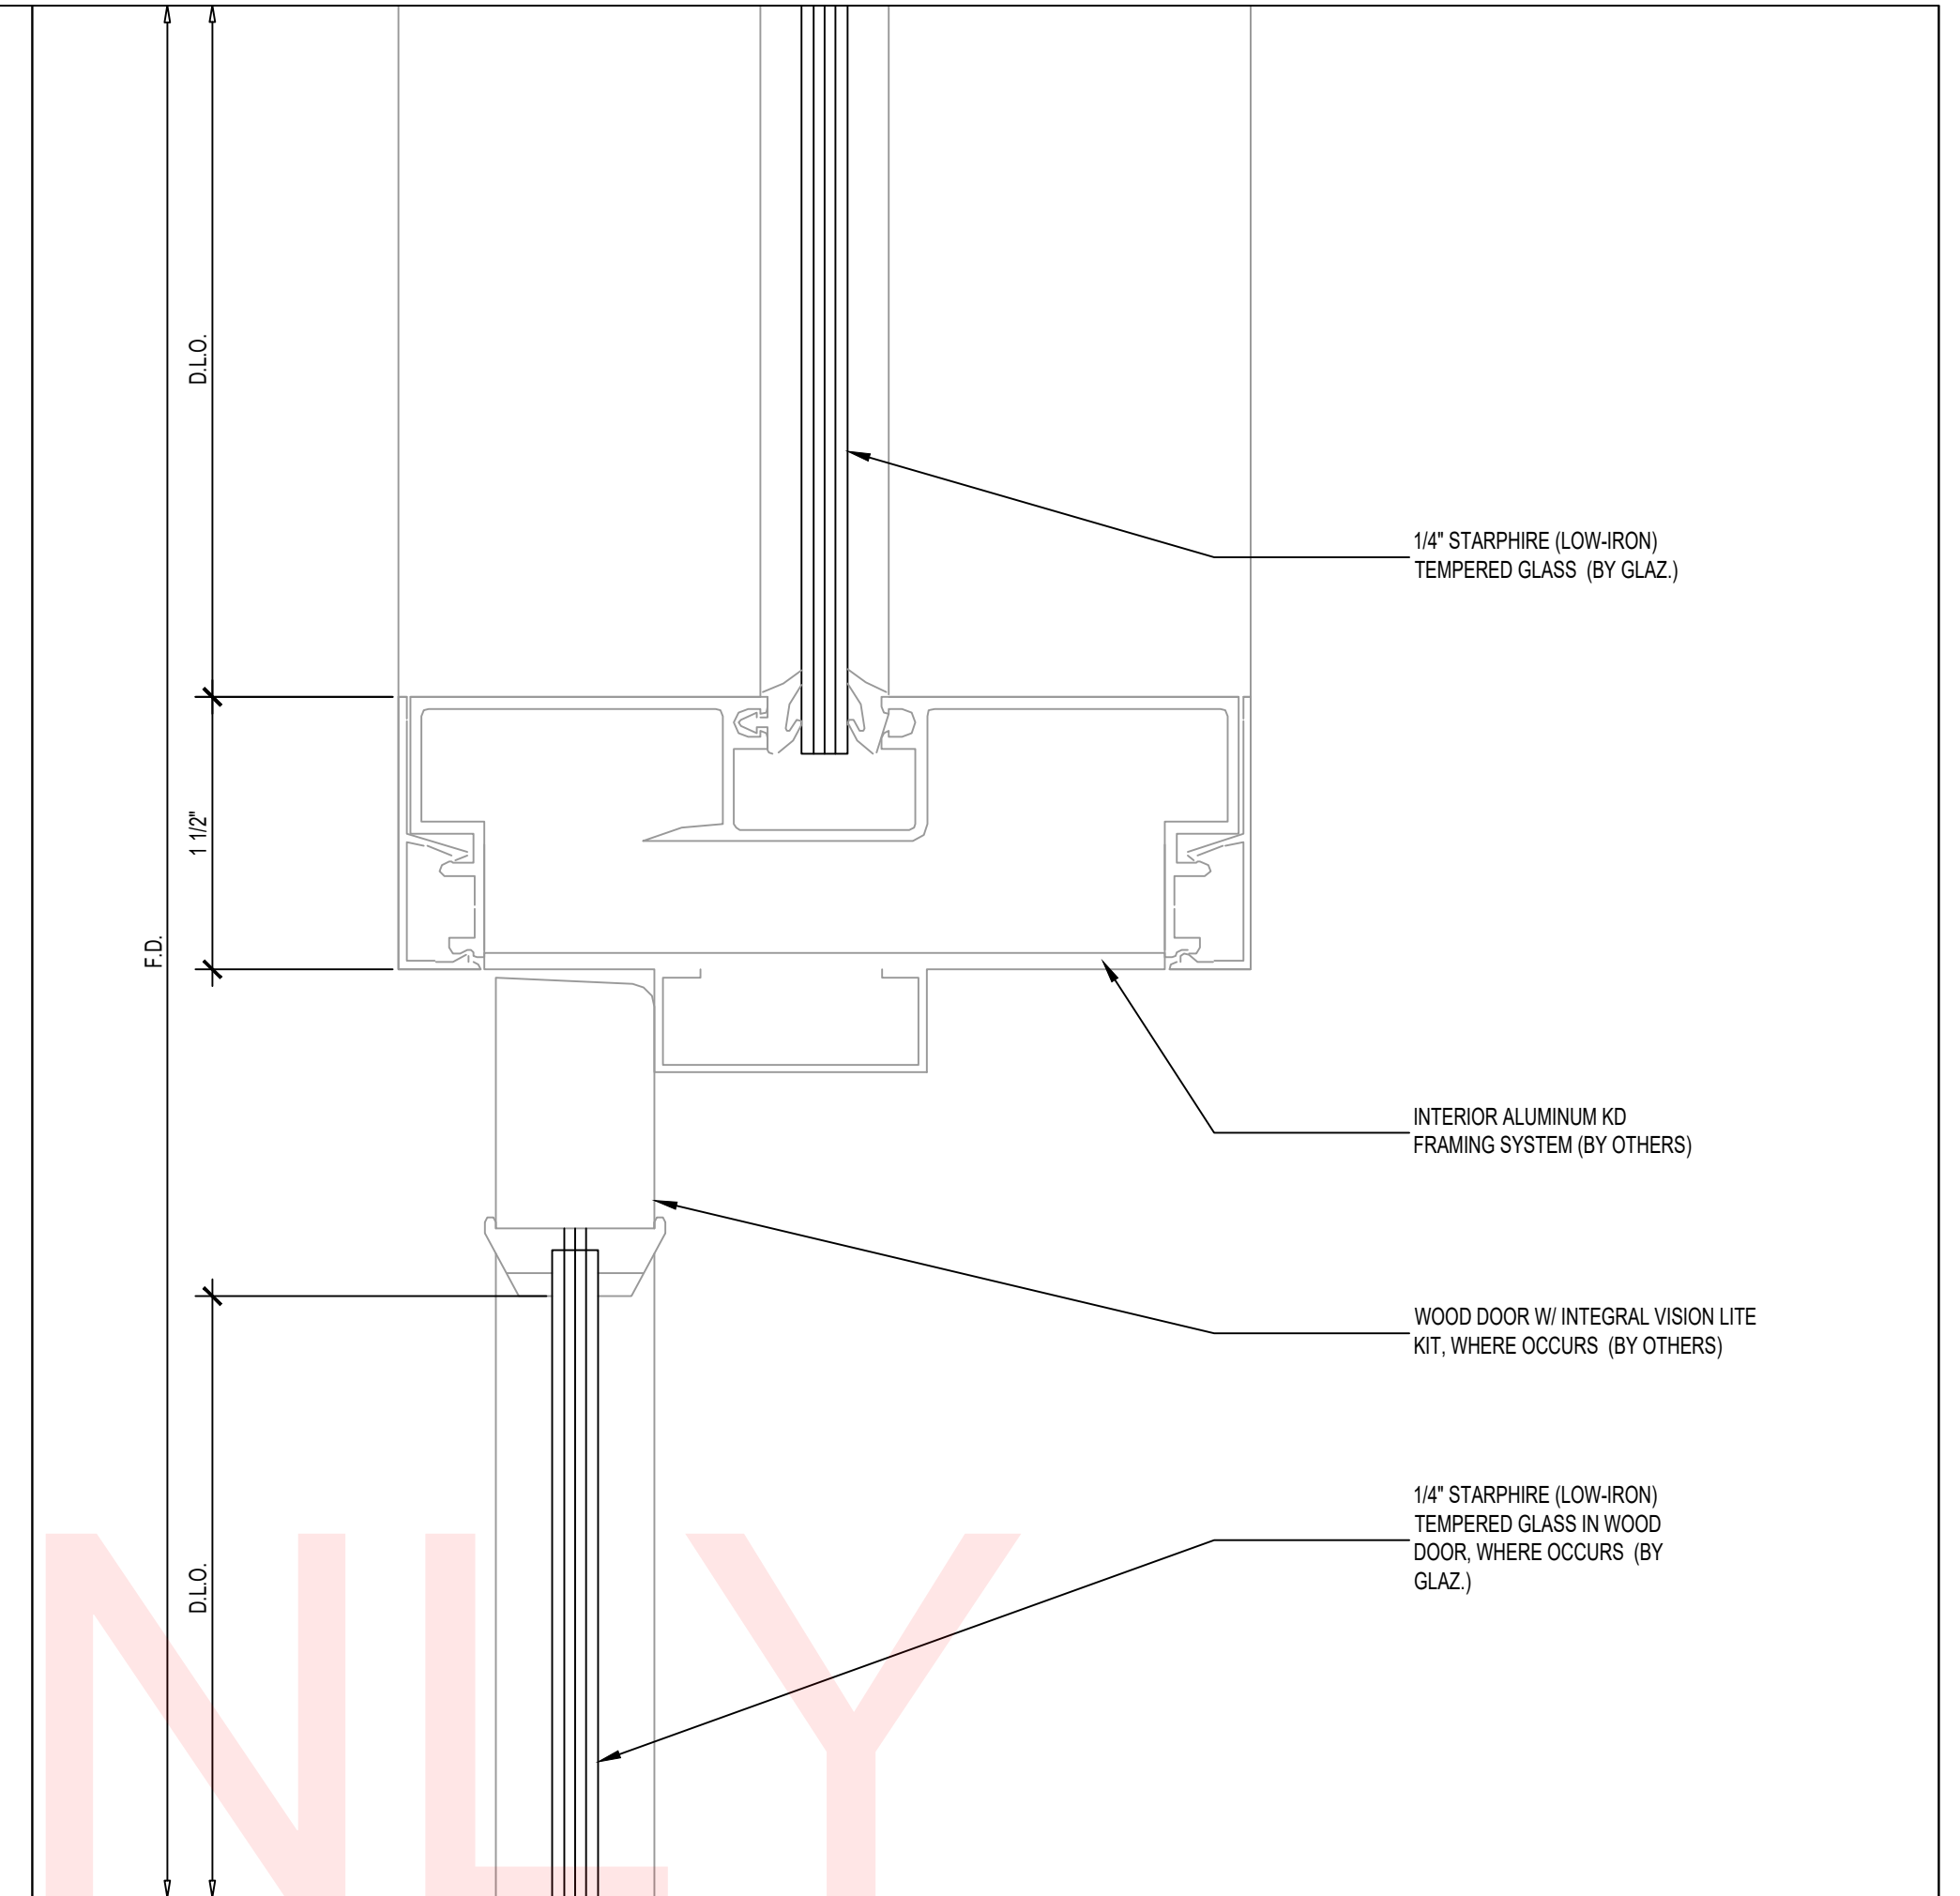 D.L.O.
1/4" STARPHIRE (LOW-IRON)
TEMPERED GLASS (BY GLAZ.)
1 1/2"
F.D.
INTERIOR ALUMINUM KD
FRAMING SYSTEM (BY OTHERS)
WOOD DOOR W/ INTEGRAL VISION LITE
KIT, WHERE OCCURS (BY OTHERS)
1/4" STARPHIRE (LOW-IRON)
TEMPERED GLASS IN WOOD
DOOR, WHERE OCCURS (BY
GLAZ.)
D.L.O.
NLY